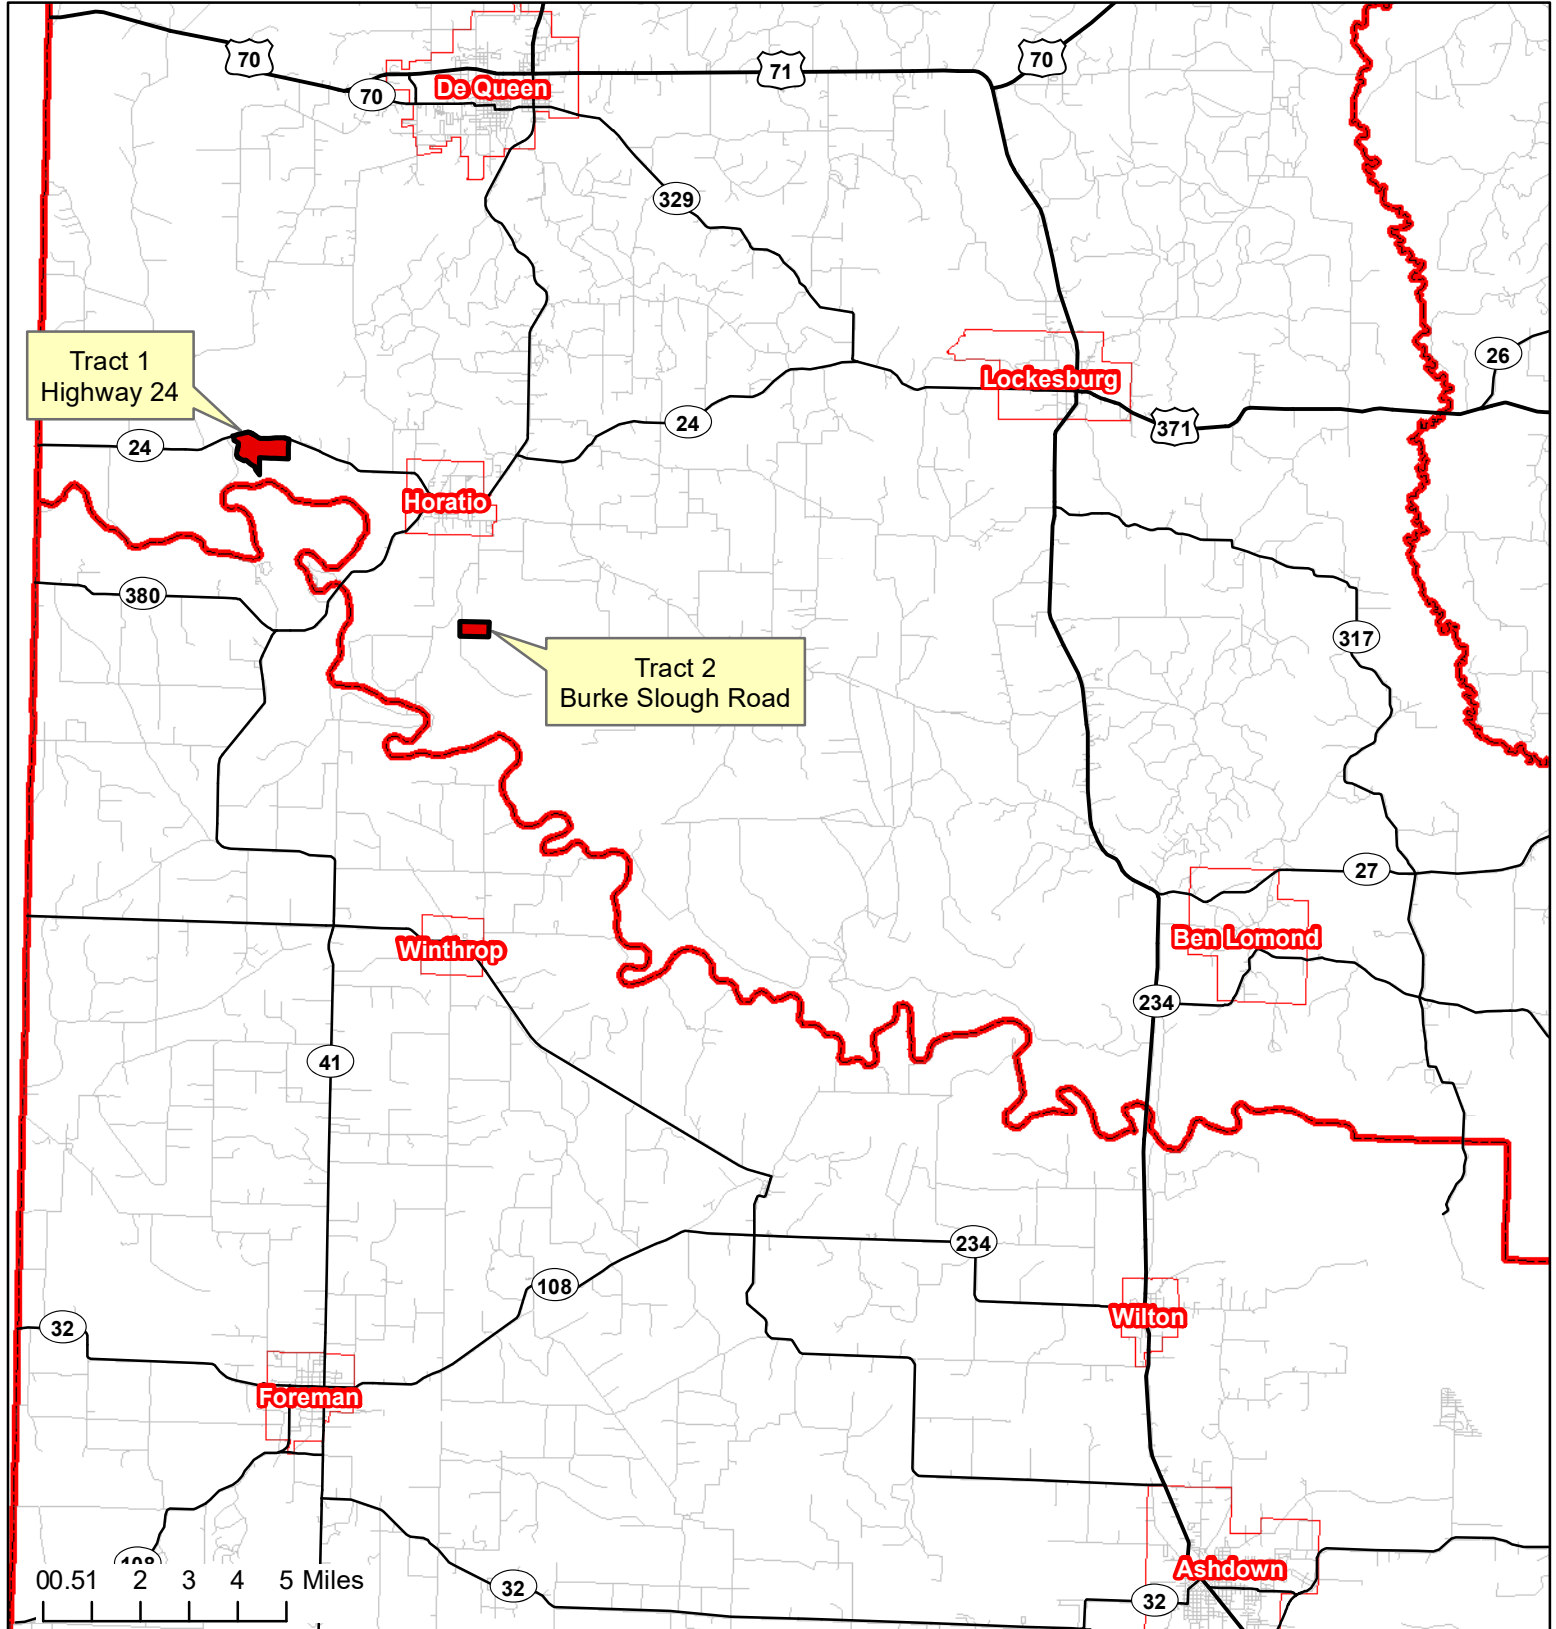 70
71
70
70
De Queen
329
Tract 1
Highway 24
26
Lockesburg
24
371
24
Horatio
380
317
Tract 2
Burke Slough Road
27
Winthrop
Ben Lomond
234
41
234
108
Wilton
32
Foreman
108
Ashdown
00.51 2 3 4 5 Miles
32
32